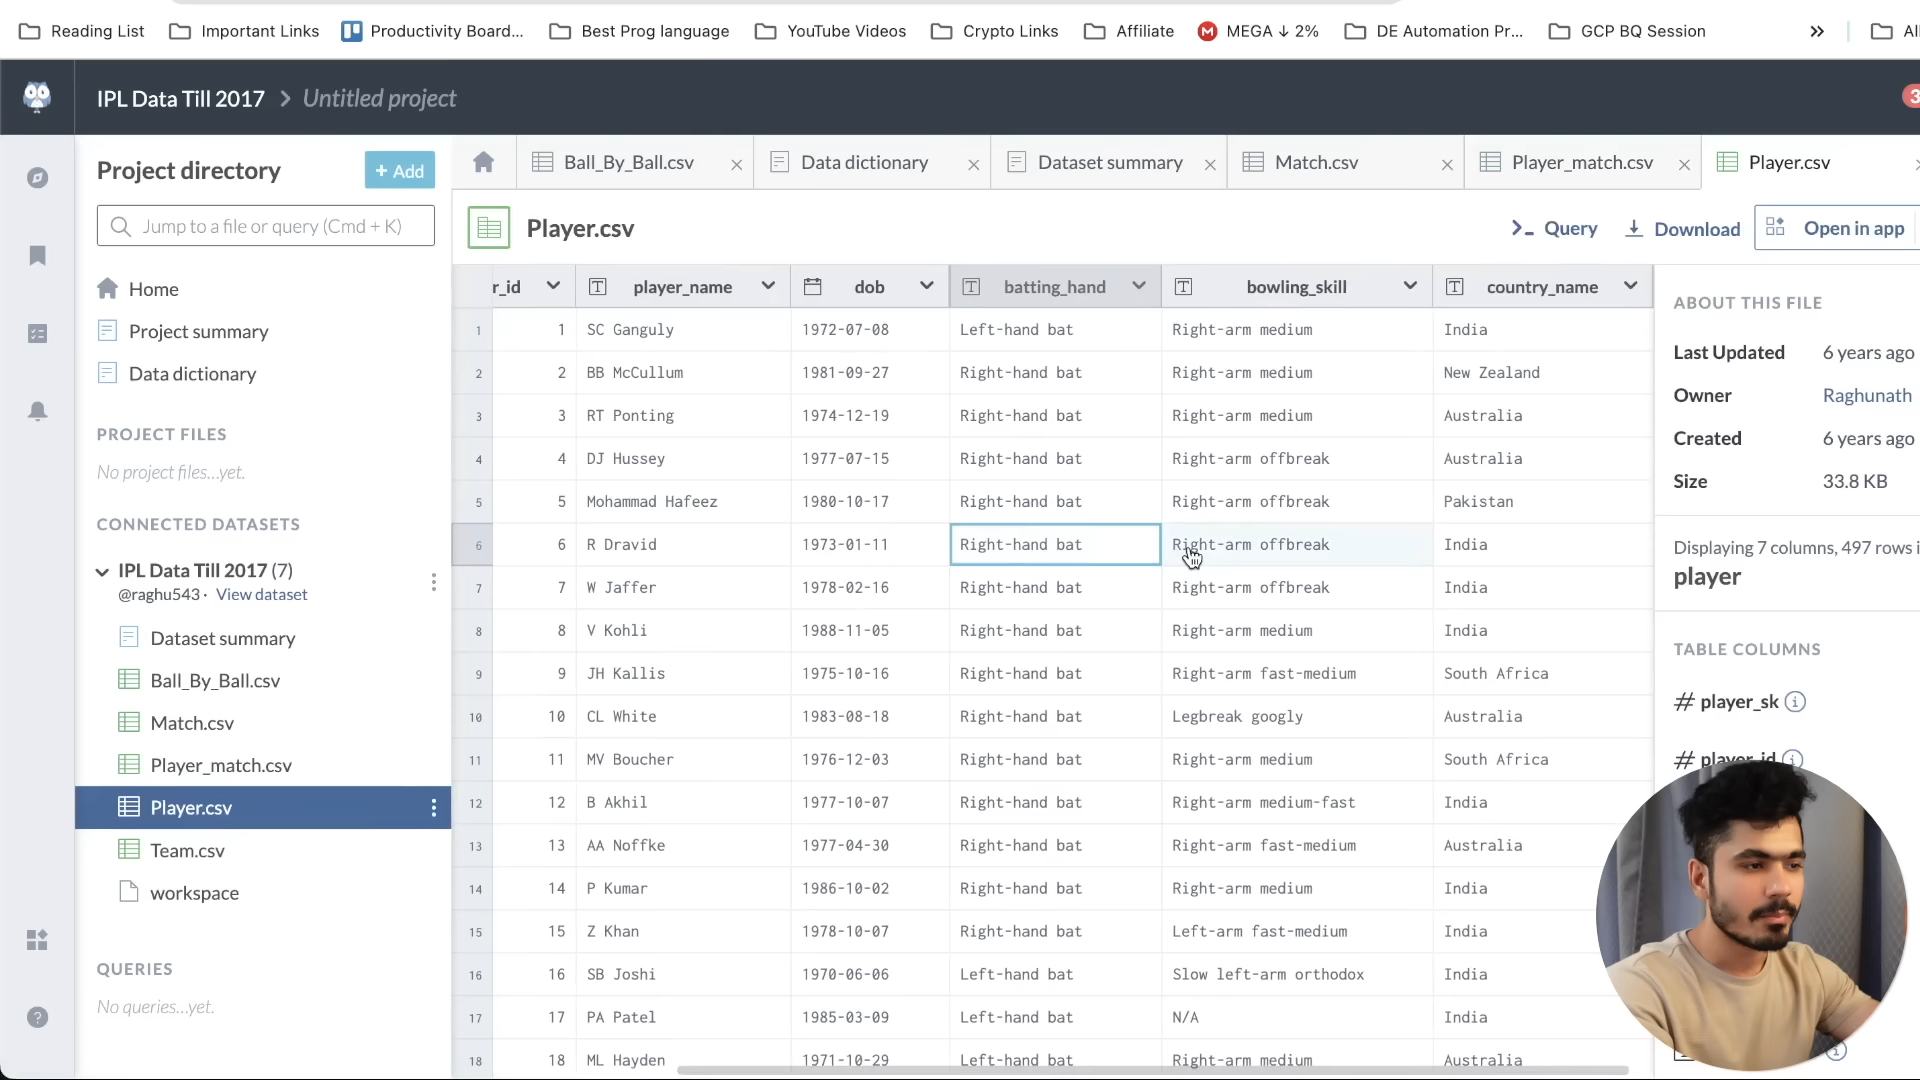 Reading List Important Links Productivity Board... Best Prog language YouTube Videos Crypto Links Affiliate MEGA ↓ 2% DE Automation Pr... GCP BQ Session » All
IPL Data Till 2017 > Untitled project 3
Project directory + Add
Jump to a file or query (Cmd + K)
Home
Project summary
Data dictionary
PROJECT FILES
No project files...yet.
CONNECTED DATASETS
IPL Data Till 2017 (7)
@raghu543 · View dataset
Dataset summary
Ball_By_Ball.csv
Match.csv
Player_match.csv
Player.csv
Team.csv
workspace
QUERIES
No queries...yet.
Ball_By_Ball.csv × Data dictionary × Dataset summary × Match.csv × Player_match.csv × Player.csv
Player.csv Query Download Open in app
r_id player_name dob batting_hand bowling_skill country_name
1 1 SC Ganguly 1972-07-08 Left-hand bat Right-arm medium India
2 2 BB McCullum 1981-09-27 Right-hand bat Right-arm medium New Zealand
3 3 RT Ponting 1974-12-19 Right-hand bat Right-arm medium Australia
4 4 DJ Hussey 1977-07-15 Right-hand bat Right-arm offbreak Australia
5 5 Mohammad Hafeez 1980-10-17 Right-hand bat Right-arm offbreak Pakistan
6 6 R Dravid 1973-01-11 Right-hand bat Right-arm offbreak India
7 7 W Jaffer 1978-02-16 Right-hand bat Right-arm offbreak India
8 8 V Kohli 1988-11-05 Right-hand bat Right-arm medium India
9 9 JH Kallis 1975-10-16 Right-hand bat Right-arm fast-medium South Africa
10 10 CL White 1983-08-18 Right-hand bat Legbreak googly Australia
11 11 MV Boucher 1976-12-03 Right-hand bat Right-arm medium South Africa
12 12 B Akhil 1977-10-07 Right-hand bat Right-arm medium-fast India
13 13 AA Noffke 1977-04-30 Right-hand bat Right-arm fast-medium Australia
14 14 P Kumar 1986-10-02 Right-hand bat Right-arm medium India
15 15 Z Khan 1978-10-07 Right-hand bat Left-arm fast-medium India
16 16 SB Joshi 1970-06-06 Left-hand bat Slow left-arm orthodox India
17 17 PA Patel 1985-03-09 Left-hand bat N/A India
18 18 ML Hayden 1971-10-29 Left-hand bat Right-arm medium Australia
ABOUT THIS FILE
Last Updated 6 years ago
Owner Raghunath
Created 6 years ago
Size 33.8 KB
Displaying 7 columns, 497 rows i
player
TABLE COLUMNS
# player_sk
# player_id